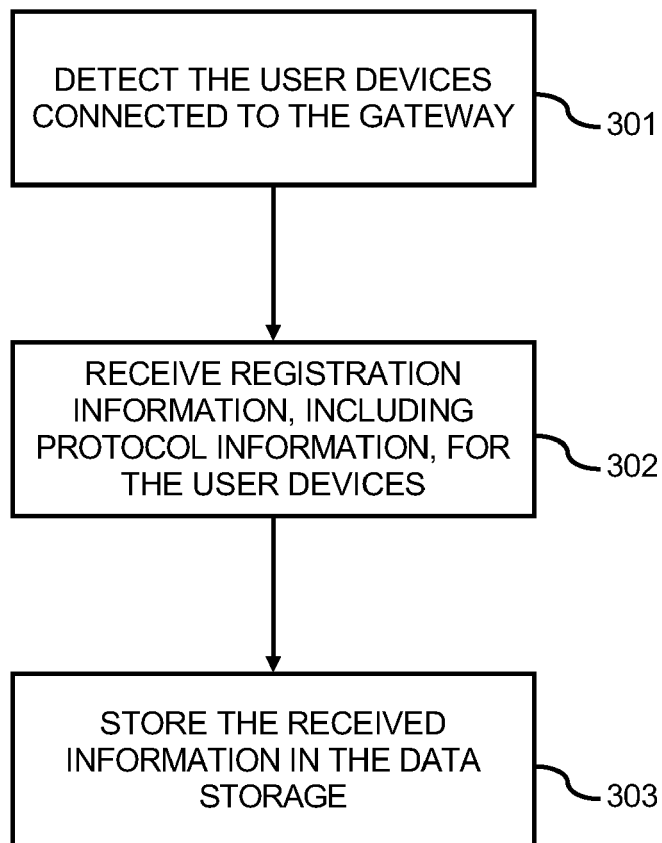 DETECT THE USER DEVICES
CONNECTED TO THE GATEWAY
301
RECEIVE REGISTRATION
INFORMATION, INCLUDING
PROTOCOL INFORMATION, FOR
THE USER DEVICES
302
STORE THE RECEIVED
INFORMATION IN THE DATA
STORAGE
303